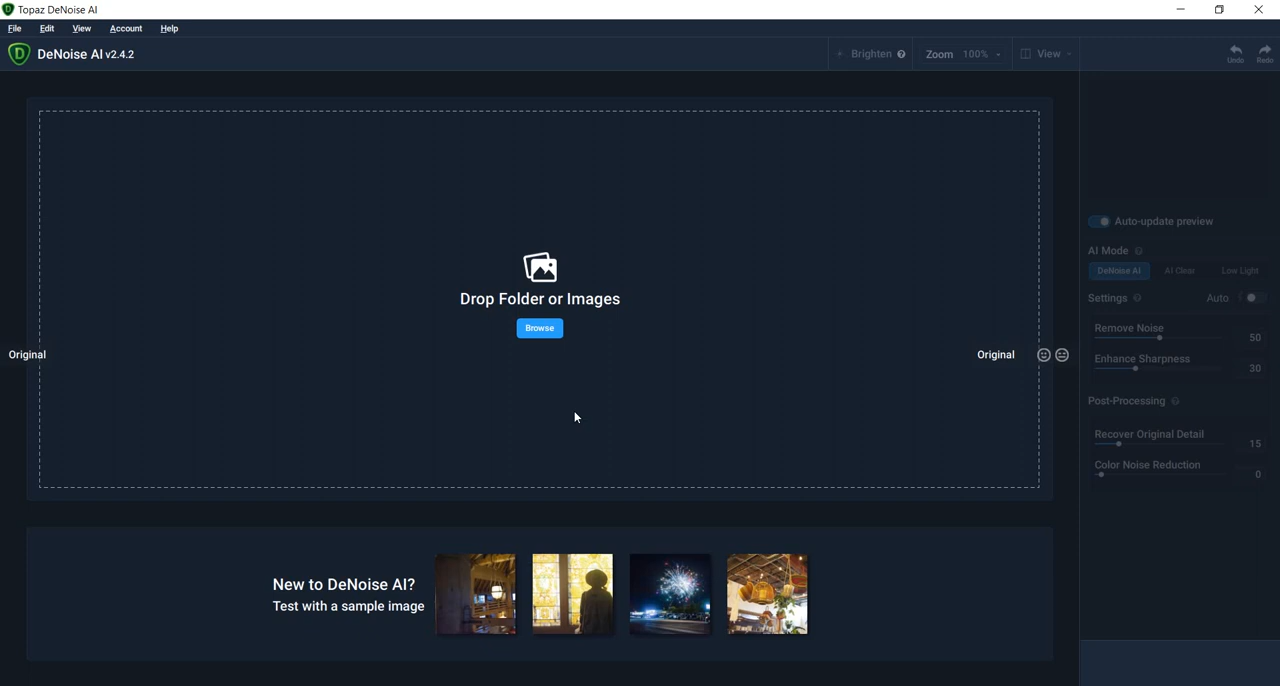 Topaz DeNoise AI
File Edit View Account Help
DeNoise AI v2.4.2
Brighten
Zoom 100%
View
Undo
Redo
Drop Folder or Images
Browse
Original
Original
New to DeNoise AI?
Test with a sample image
Auto-update preview
AI Mode
DeNoise AI AI Clear Low Light
Settings Auto
Remove Noise 50
Enhance Sharpness 30
Post-Processing
Recover Original Detail 15
Color Noise Reduction 0